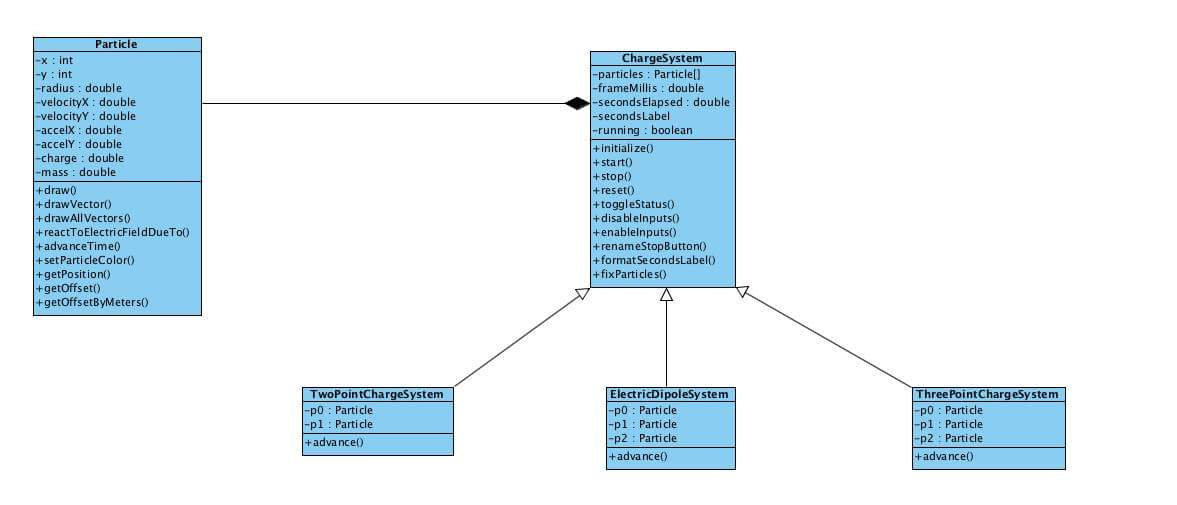 Particle
-x : int
-y : int
-radius : double
-velocityX : double
-velocityY : double
-accelX : double
-accelY : double
-charge : double
-mass : double
+draw()
+drawVector()
+drawAllVectors()
+reactToElectricFieldDueTo()
+advanceTime()
+setParticleColor()
+getPosition()
+getOffset()
+getOffsetByMeters()
ChargeSystem
-particles : Particle[]
-frameMillis : double
-secondsElapsed : double
-secondsLabel
-running : boolean
+initialize()
+start()
+stop()
+reset()
+toggleStatus()
+disableInputs()
+enableInputs()
+renameStopButton()
+formatSecondsLabel()
+fixParticles()
TwoPointChargeSystem
-p0 : Particle
-p1 : Particle
+advance()
ElectricDipoleSystem
-p0 : Particle
-p1 : Particle
-p2 : Particle
+advance()
ThreePointChargeSystem
-p0 : Particle
-p1 : Particle
-p2 : Particle
+advance()